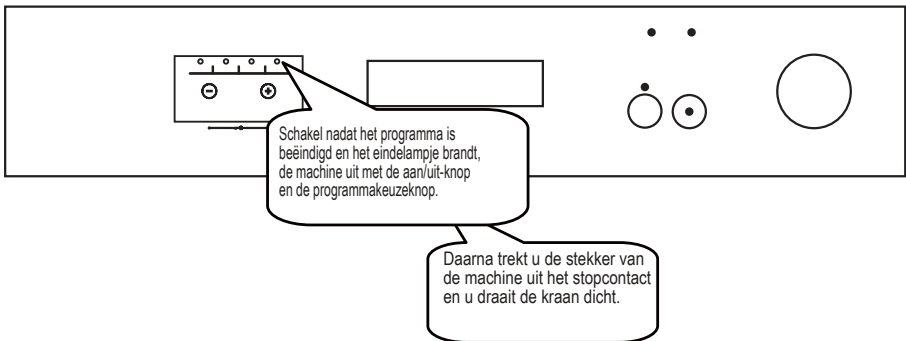 Schakel nadat het programma is
beëindigd en het eindelampje brandt,
de machine uit met de aan/uit-knop
en de programmakeuzeknop.
Daarna trekt u de stekker van
de machine uit het stopcontact
en u draait de kraan dicht.